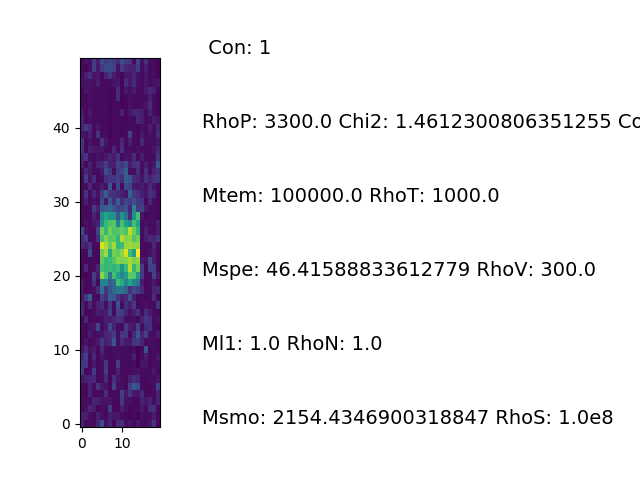 Con: 1
RhoP: 3300.0 Chi2: 1.4612300806351255 Co
Mtem: 100000.0 RhoT: 1000.0
Mspe: 46.41588833612779 RhoV: 300.0
Ml1: 1.0 RhoN: 1.0
Msmo: 2154.4346900318847 RhoS: 1.0e8
40
30
20
10
0
0 10